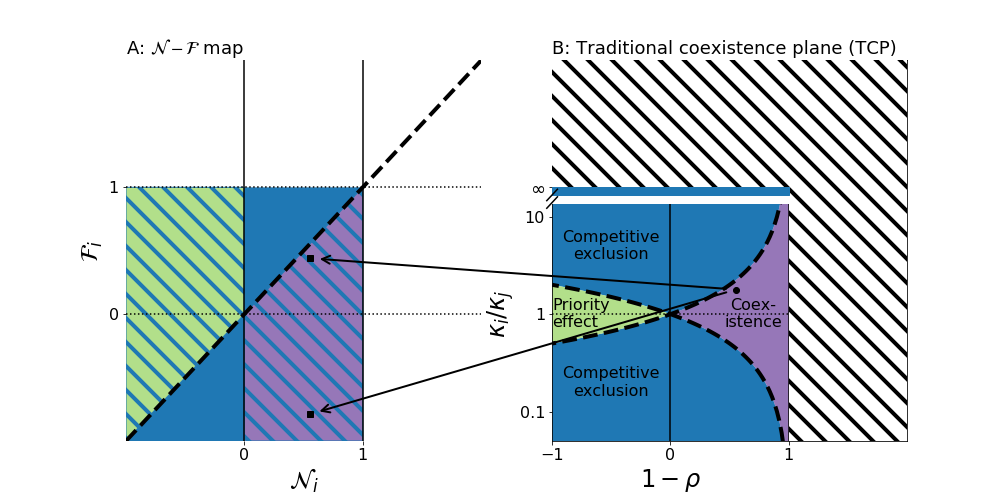 A: 𝒩 − ℱ map
B: Traditional coexistence plane (TCP)
1
0
ℱᵢ
0
1
𝒩ᵢ
∞
10
1
0.1
κᵢ/κⱼ
Competitive
exclusion
Priority
effect
Coex-
istence
Competitive
exclusion
−1
0
1
1 − ρ